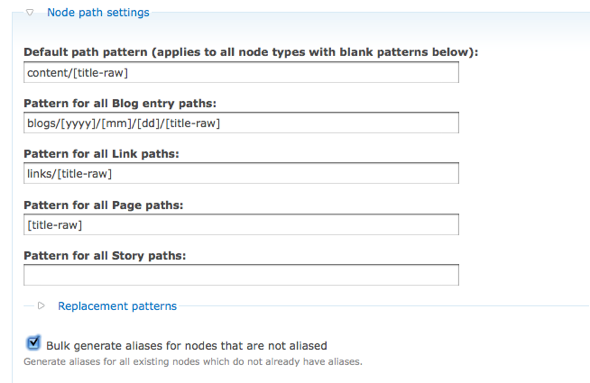 Node path settings
Default path pattern (applies to all node types with blank patterns below):
content/[title-raw]
Pattern for all Blog entry paths:
blogs/[yyyy]/[mm]/[dd]/[title-raw]
Pattern for all Link paths:
links/[title-raw]
Pattern for all Page paths:
[title-raw]
Pattern for all Story paths:
Replacement patterns
Bulk generate aliases for nodes that are not aliased
Generate aliases for all existing nodes which do not already have aliases.